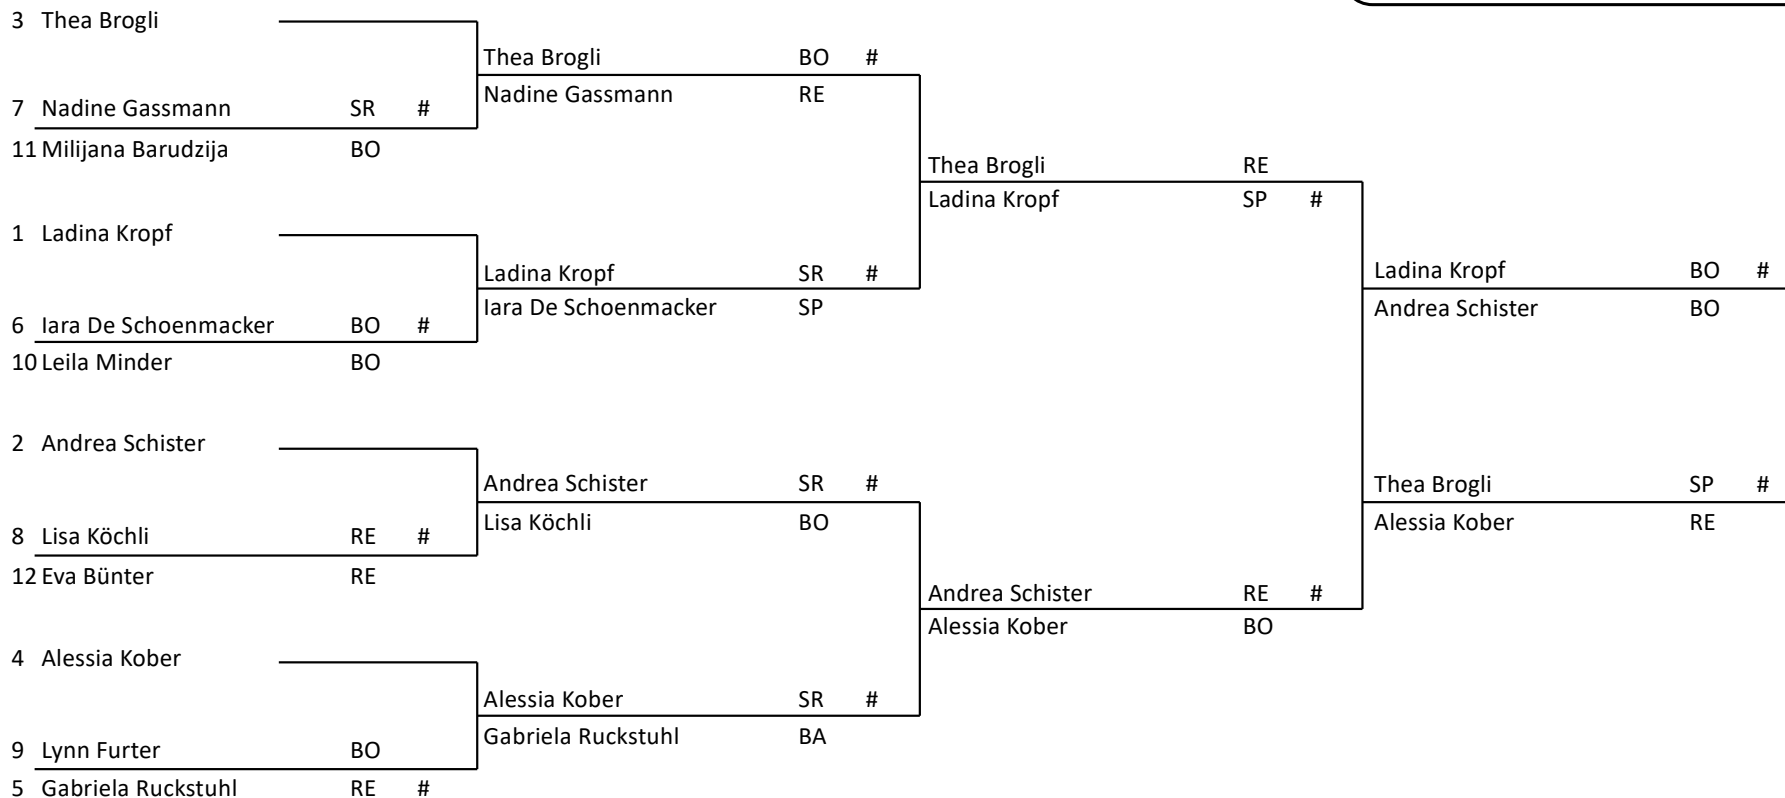 3 Thea Brogli
Thea Brogli BO #
Nadine Gassmann RE
7 Nadine Gassmann SR #
11 Milijana Barudzija BO
Thea Brogli RE
Ladina Kropf SP #
1 Ladina Kropf
Ladina Kropf SR #
Iara De Schoenmacker SP
Ladina Kropf BO #
Andrea Schister BO
6 Iara De Schoenmacker BO #
10 Leila Minder BO
2 Andrea Schister
Andrea Schister SR #
Lisa Köchli BO
Thea Brogli SP #
Alessia Kober RE
8 Lisa Köchli RE #
12 Eva Bünter RE
Andrea Schister RE #
Alessia Kober BO
4 Alessia Kober
Alessia Kober SR #
Gabriela Ruckstuhl BA
9 Lynn Furter BO
5 Gabriela Ruckstuhl RE #